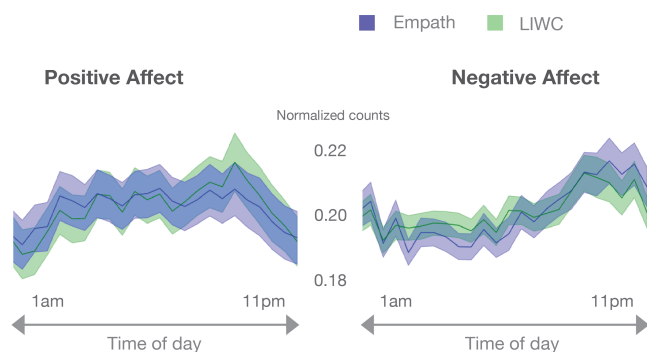 Empath LIWC
Positive Affect Negative Affect
Normalized counts
0.22
0.20
0.18
1am 11pm 1am 11pm
Time of day Time of day